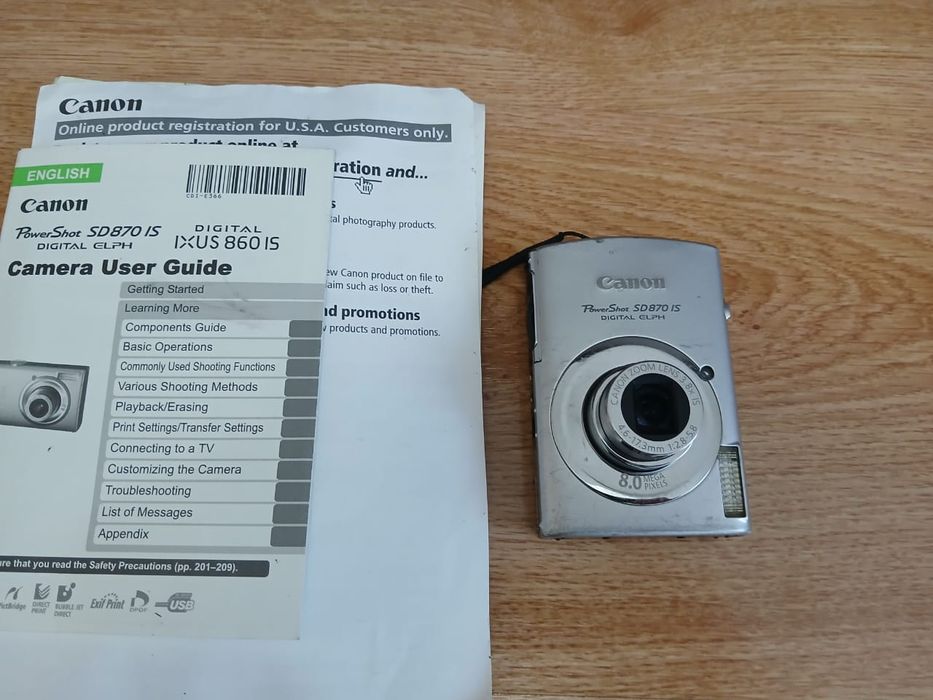 Canon
Online product registration for U.S.A. Customers only.
product online at
ration and...
al photography products.
ew Canon product on file to
aim such as loss or theft.
nd promotions
products and promotions.
ENGLISH
CDI-E366
Canon
PowerShot SD870 IS
DIGITAL ELPH
DIGITAL
IXUS 860 IS
Camera User Guide
Getting Started
Learning More
Components Guide
Basic Operations
Commonly Used Shooting Functions
Various Shooting Methods
Playback/Erasing
Print Settings/Transfer Settings
Connecting to a TV
Customizing the Camera
Troubleshooting
List of Messages
Appendix
ure that you read the Safety Precautions (pp. 201–209).
PictBridge
DIRECT
PRINT
BUBBLE JET
DIRECT
Exif Print
DPOF
USB
Canon
PowerShot SD870 IS
DIGITAL ELPH
CANON ZOOM LENS 3.8x IS
4.6-17.3mm 1:2.8-5.8
8.0 MEGA
PIXELS